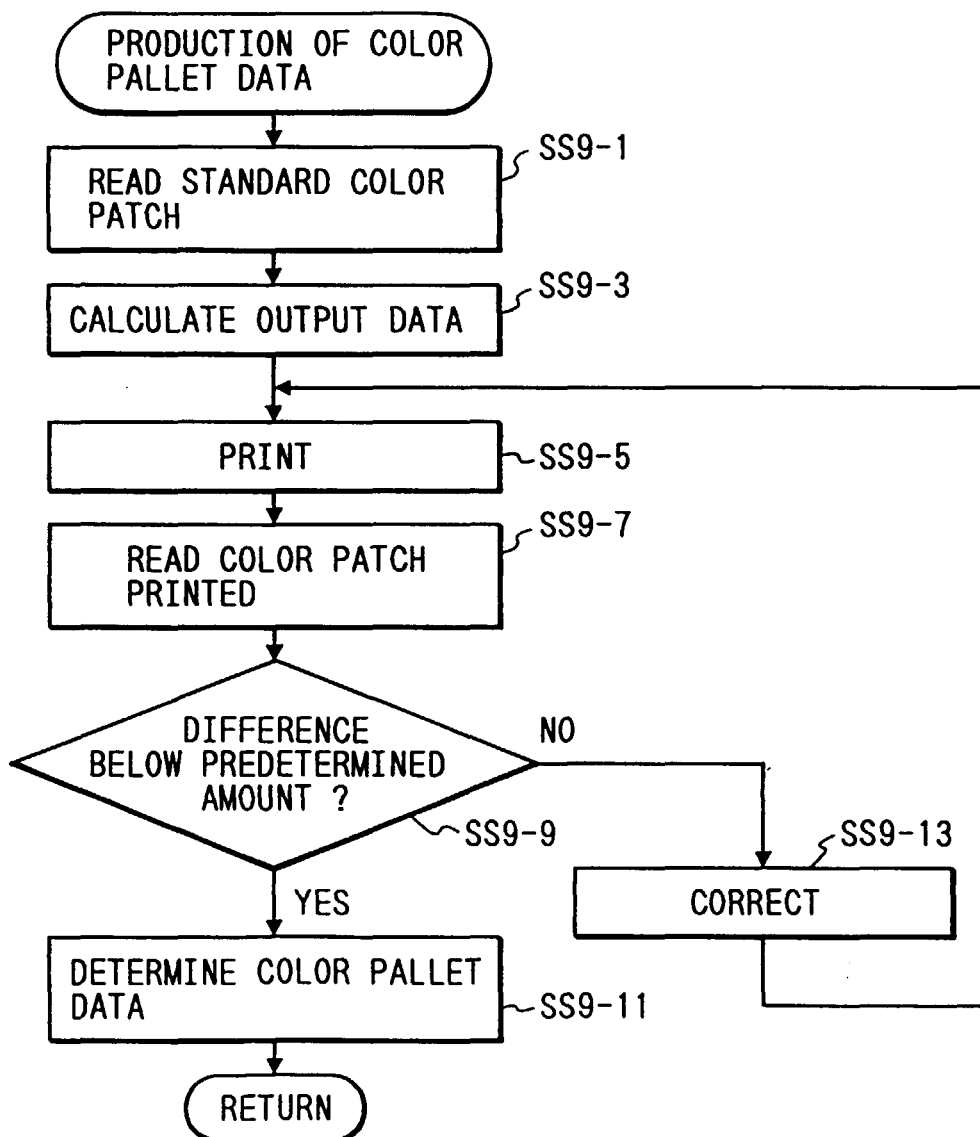 PRODUCTION OF COLOR
PALLET DATA
SS9-1
READ STANDARD COLOR
PATCH
SS9-3
CALCULATE OUTPUT DATA
PRINT
SS9-5
SS9-7
READ COLOR PATCH
PRINTED
DIFFERENCE
BELOW PREDETERMINED
AMOUNT ?
NO
SS9-9
SS9-13
CORRECT
YES
DETERMINE COLOR PALLET
DATA
SS9-11
RETURN